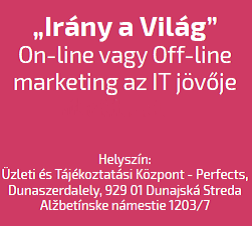 „Irány a Világ”
On-line vagy Off-line
marketing az IT jövője
Helyszín:
Üzleti és Tájékoztatási Központ - Perfects,
Dunaszerdalely, 929 01 Dunajská Streda
Alžbetínske námestie 1203/7